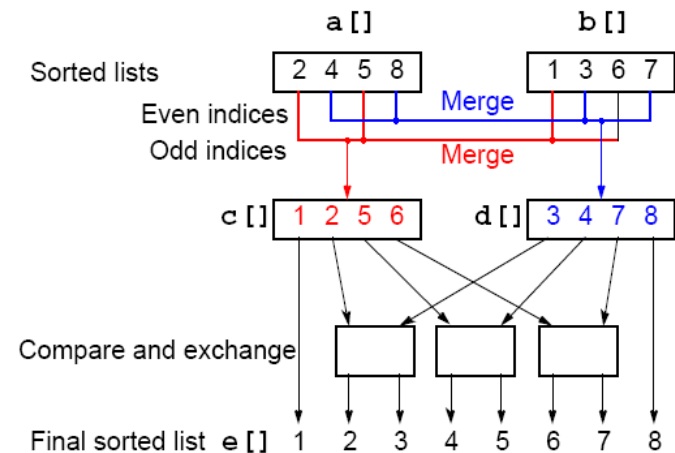 a[] b[]
Sorted lists 2 4 5 8 1 3 6 7
Even indices Merge
Odd indices Merge
c[] 1 2 5 6 d[] 3 4 7 8
Compare and exchange
Final sorted list e[] 1 2 3 4 5 6 7 8